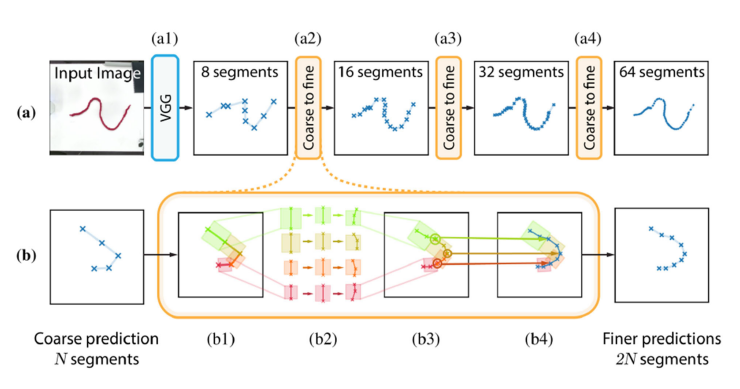 (a1)
(a2)
(a3)
(a4)
Input Image
8 segments
16 segments
32 segments
64 segments
(a)
VGG
Coarse to fine
Coarse to fine
Coarse to fine
(b)
Coarse prediction
N segments
(b1)
(b2)
(b3)
(b4)
Finer predictions
2N segments